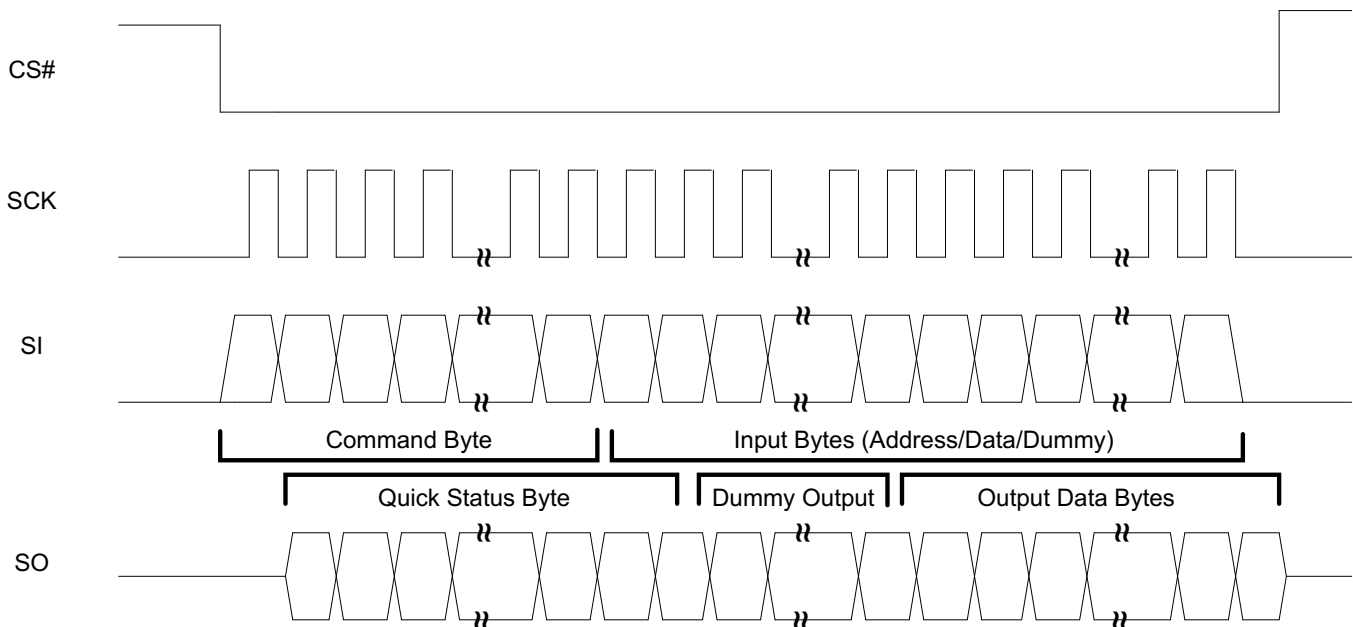 CS#
SCK
SI
Command Byte
Input Bytes (Address/Data/Dummy)
Quick Status Byte
Dummy Output
Output Data Bytes
SO